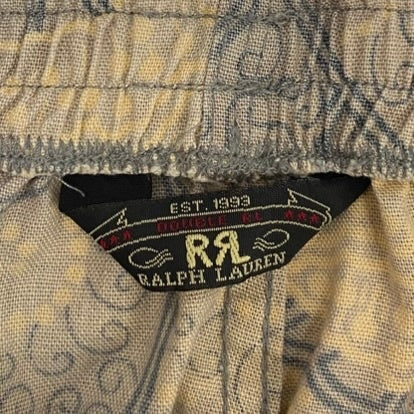 EST. 1993
★★★ DOUBLE RL ★★★
RRL
RALPH LAUREN